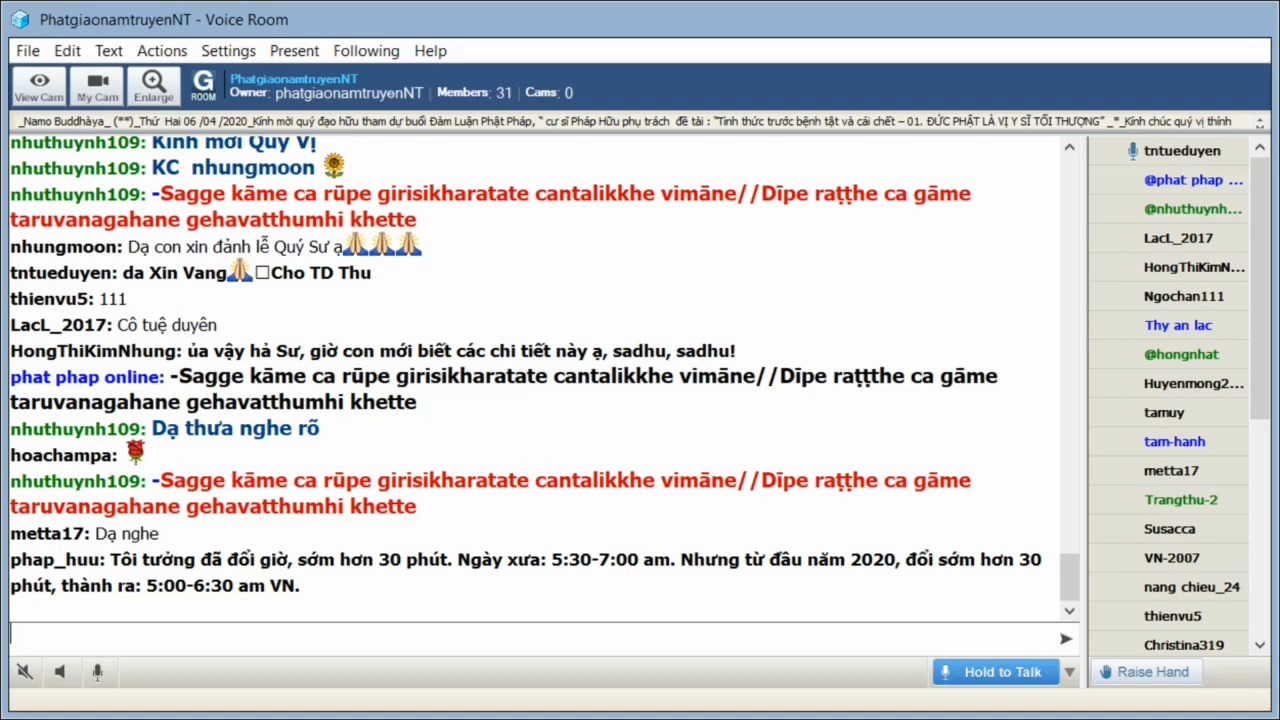 PhatgiaonamtruyenNT - Voice Room
File Edit Text Actions Settings Present Following Help
View Cam My Cam Enlarge G ROOM
PhatgiaonamtruyenNT
Owner: phatgiaonamtruyenNT | Members: 31 | Cams: 0
_Namo Buddhàya_ (**)_Thứ Hai 06 /04 /2020_Kính mời quý đạo hữu tham dự buổi Đàm Luận Phật Pháp, “ cư sĩ Pháp Hữu phụ trách đề tài : "Tỉnh thức trước bệnh tật và cái chết – 01. ĐỨC PHẬT LÀ VỊ Y SĨ TỐI THƯỢNG” _*_Kính chúc quý vị thính
nhuthuynh109: Kính mời Quý Vị
nhuthuynh109: KC nhungmoon
nhuthuynh109: -Sagge kāme ca rūpe girisikharatate cantalikkhe vimāne//Dīpe raṭṭhe ca gāme
taruvanagahane gehavatthumhi khette
nhungmoon: Dạ con xin đảnh lễ Quý Sư ạ
tntueduyen: da Xin Vang Cho TD Thu
thienvu5: 111
LacL_2017: Cô tuệ duyên
HongThiKimNhung: ủa vậy hả Sư, giờ con mới biết các chi tiết này ạ, sadhu, sadhu!
phat phap online: -Sagge kāme ca rūpe girisikharatate cantalikkhe vimāne//Dīpe raṭṭhe ca gāme
taruvanagahane gehavatthumhi khette
nhuthuynh109: Dạ thưa nghe rõ
hoachampa:
nhuthuynh109: -Sagge kāme ca rūpe girisikharatate cantalikkhe vimāne//Dīpe raṭṭhe ca gāme
taruvanagahane gehavatthumhi khette
metta17: Dạ nghe
phap_huu: Tôi tưởng đã đổi giờ, sớm hơn 30 phút. Ngày xưa: 5:30-7:00 am. Nhưng từ đầu năm 2020, đổi sớm hơn 30
phút, thành ra: 5:00-6:30 am VN.
tntueduyen
@phat phap ...
@nhuthuynh...
LacL_2017
HongThiKimN...
Ngochan111
Thy an lac
@hongnhat
Huyenmong2...
tamuy
tam-hanh
metta17
Trangthu-2
Susacca
VN-2007
nang chieu_24
thienvu5
Christina319
Hold to Talk
Raise Hand